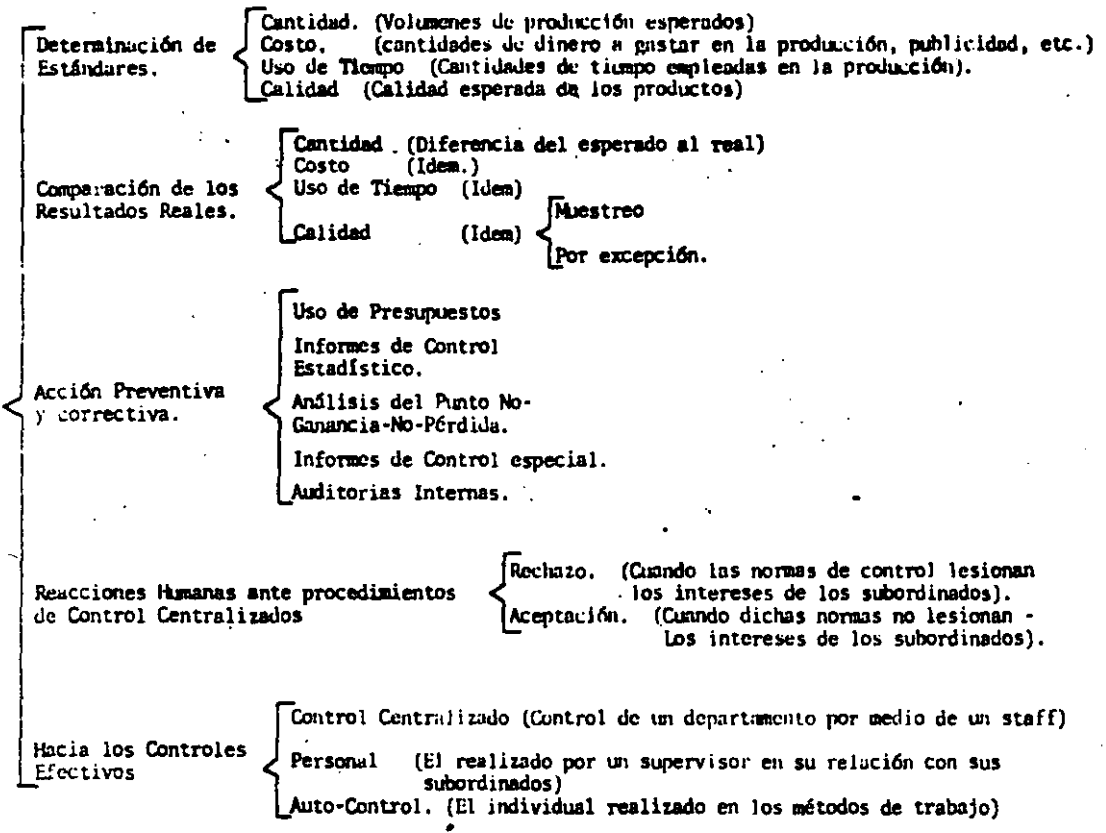 Determinación de
Estándares.
Cantidad. (Volumenes de producción esperados)
Costo. (cantidades de dinero a gastar en la producción, publicidad, etc.)
Uso de Tiempo (Cantidades de tiempo empleadas en la producción).
Calidad (Calidad esperada de los productos)
Comparación de los
Resultados Reales.
Cantidad . (Diferencia del esperado al real)
Costo (Idem.)
Uso de Tiempo (Idem)
Calidad (Idem)
Muestreo
Por excepción.
Acción Preventiva
y correctiva.
Uso de Presupuestos
Informes de Control
Estadístico.
Análisis del Punto No-
Ganancia-No-Pérdida.
Informes de Control especial.
Auditorias Internas.
Reacciones Humanas ante procedimientos
de Control Centralizados
Rechazo. (Cuando las normas de control lesionan
los intereses de los subordinados).
Aceptación. (Cuando dichas normas no lesionan -
Los intereses de los subordinados).
Hacia los Controles
Efectivos
Control Centralizado (Control de un departamento por medio de un staff)
Personal (El realizado por un supervisor en su relación con sus
subordinados)
Auto-Control. (El individual realizado en los métodos de trabajo)